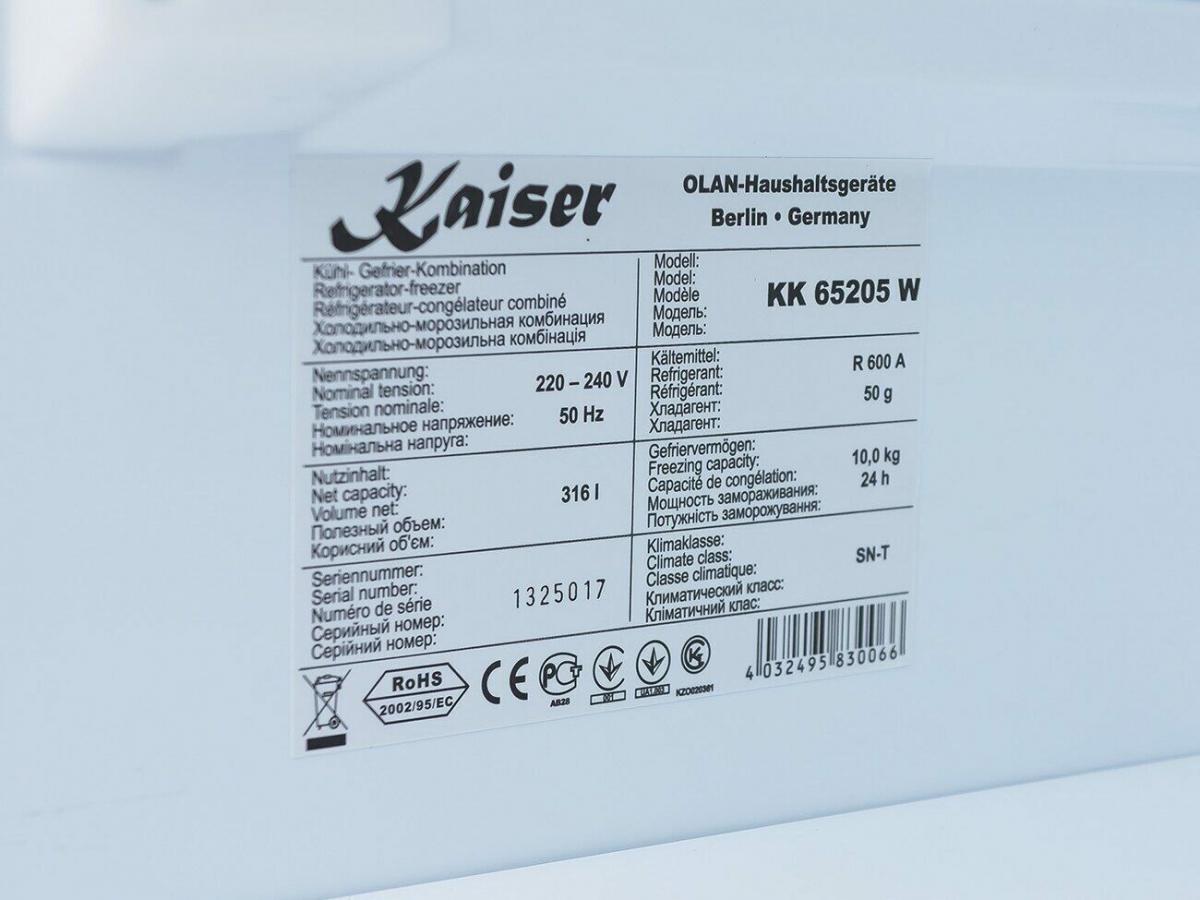 Kaiser
OLAN-Haushaltsgeräte
Berlin • Germany
Kühl- Gefrier-Kombination
Refrigerator-freezer
Réfrigérateur-congélateur combiné
Холодильно-морозильная комбинация
Холодильно-морозильна комбінація
Modell:
Model:
Modèle
Модель:
Модель:
KK 65205 W
Nennspannung:
Nominal tension:
Tension nominale:
Номинальное напряжение:
Номінальна напруга:
220 – 240 V
50 Hz
Kältemittel:
Refrigerant:
Réfrigérant:
Хладагент:
Хладагент:
R 600 A
50 g
Nutzinhalt:
Net capacity:
Volume net:
Полезный объем:
Корисний об'єм:
316 l
Gefriervermögen:
Freezing capacity:
Capacité de congélation:
Мощность замораживания:
Потужність заморожування:
10,0 kg
24 h
Seriennummer:
Serial number:
Numéro de série
Серийный номер:
Серійний номер:
1325017
Klimaklasse:
Climate class:
Classe climatique:
Климатический класс:
Кліматичний клас:
SN-T
RoHS
2002/95/EC
CE
РСТ
АВ28
001
KZO020361
4 032495 830066